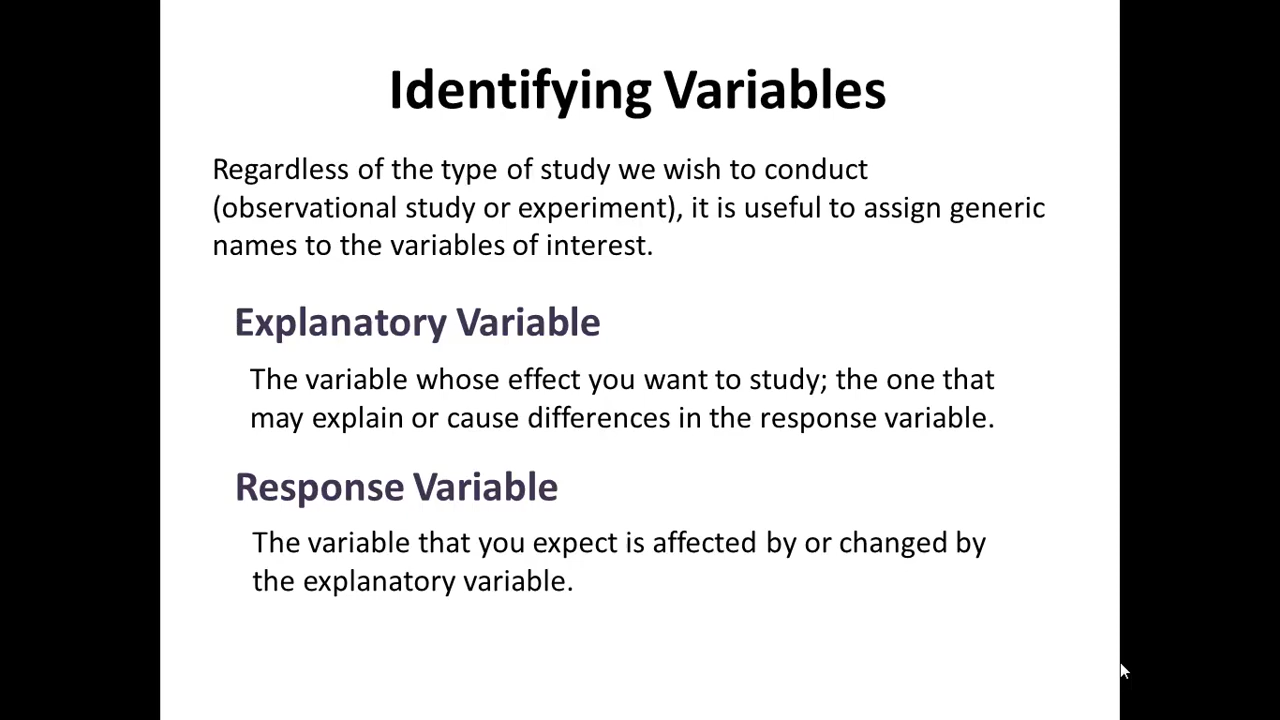 Identifying Variables
Regardless of the type of study we wish to conduct
(observational study or experiment), it is useful to assign generic
names to the variables of interest.
Explanatory Variable
The variable whose effect you want to study; the one that
may explain or cause differences in the response variable.
Response Variable
The variable that you expect is affected by or changed by
the explanatory variable.